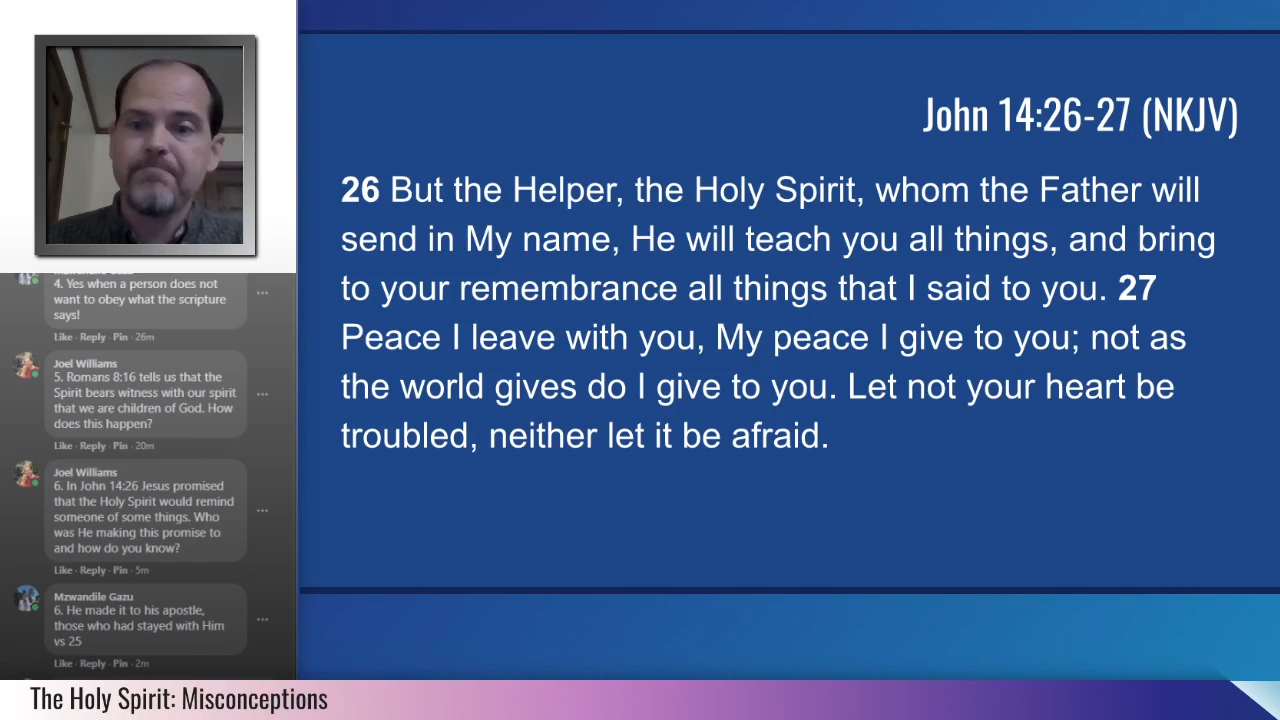 John 14:26-27 (NKJV)
26 But the Helper, the Holy Spirit, whom the Father will
send in My name, He will teach you all things, and bring
to your remembrance all things that I said to you. 27
Peace I leave with you, My peace I give to you; not as
the world gives do I give to you. Let not your heart be
troubled, neither let it be afraid.
4. Yes when a person does not
want to obey what the scripture
says!
Like · Reply · Pin · 26m
Joel Williams
5. Romans 8:16 tells us that the
Spirit bears witness with our spirit
that we are children of God. How
does this happen?
Like · Reply · Pin · 20m
Joel Williams
6. In John 14:26 Jesus promised
that the Holy Spirit would remind
someone of some things. Who
was He making this promise to
and how do you know?
Like · Reply · Pin · 5m
Mzwandile Gazu
6. He made it to his apostle,
those who had stayed with Him
vs 25
Like · Reply · Pin · 2m
The Holy Spirit: Misconceptions